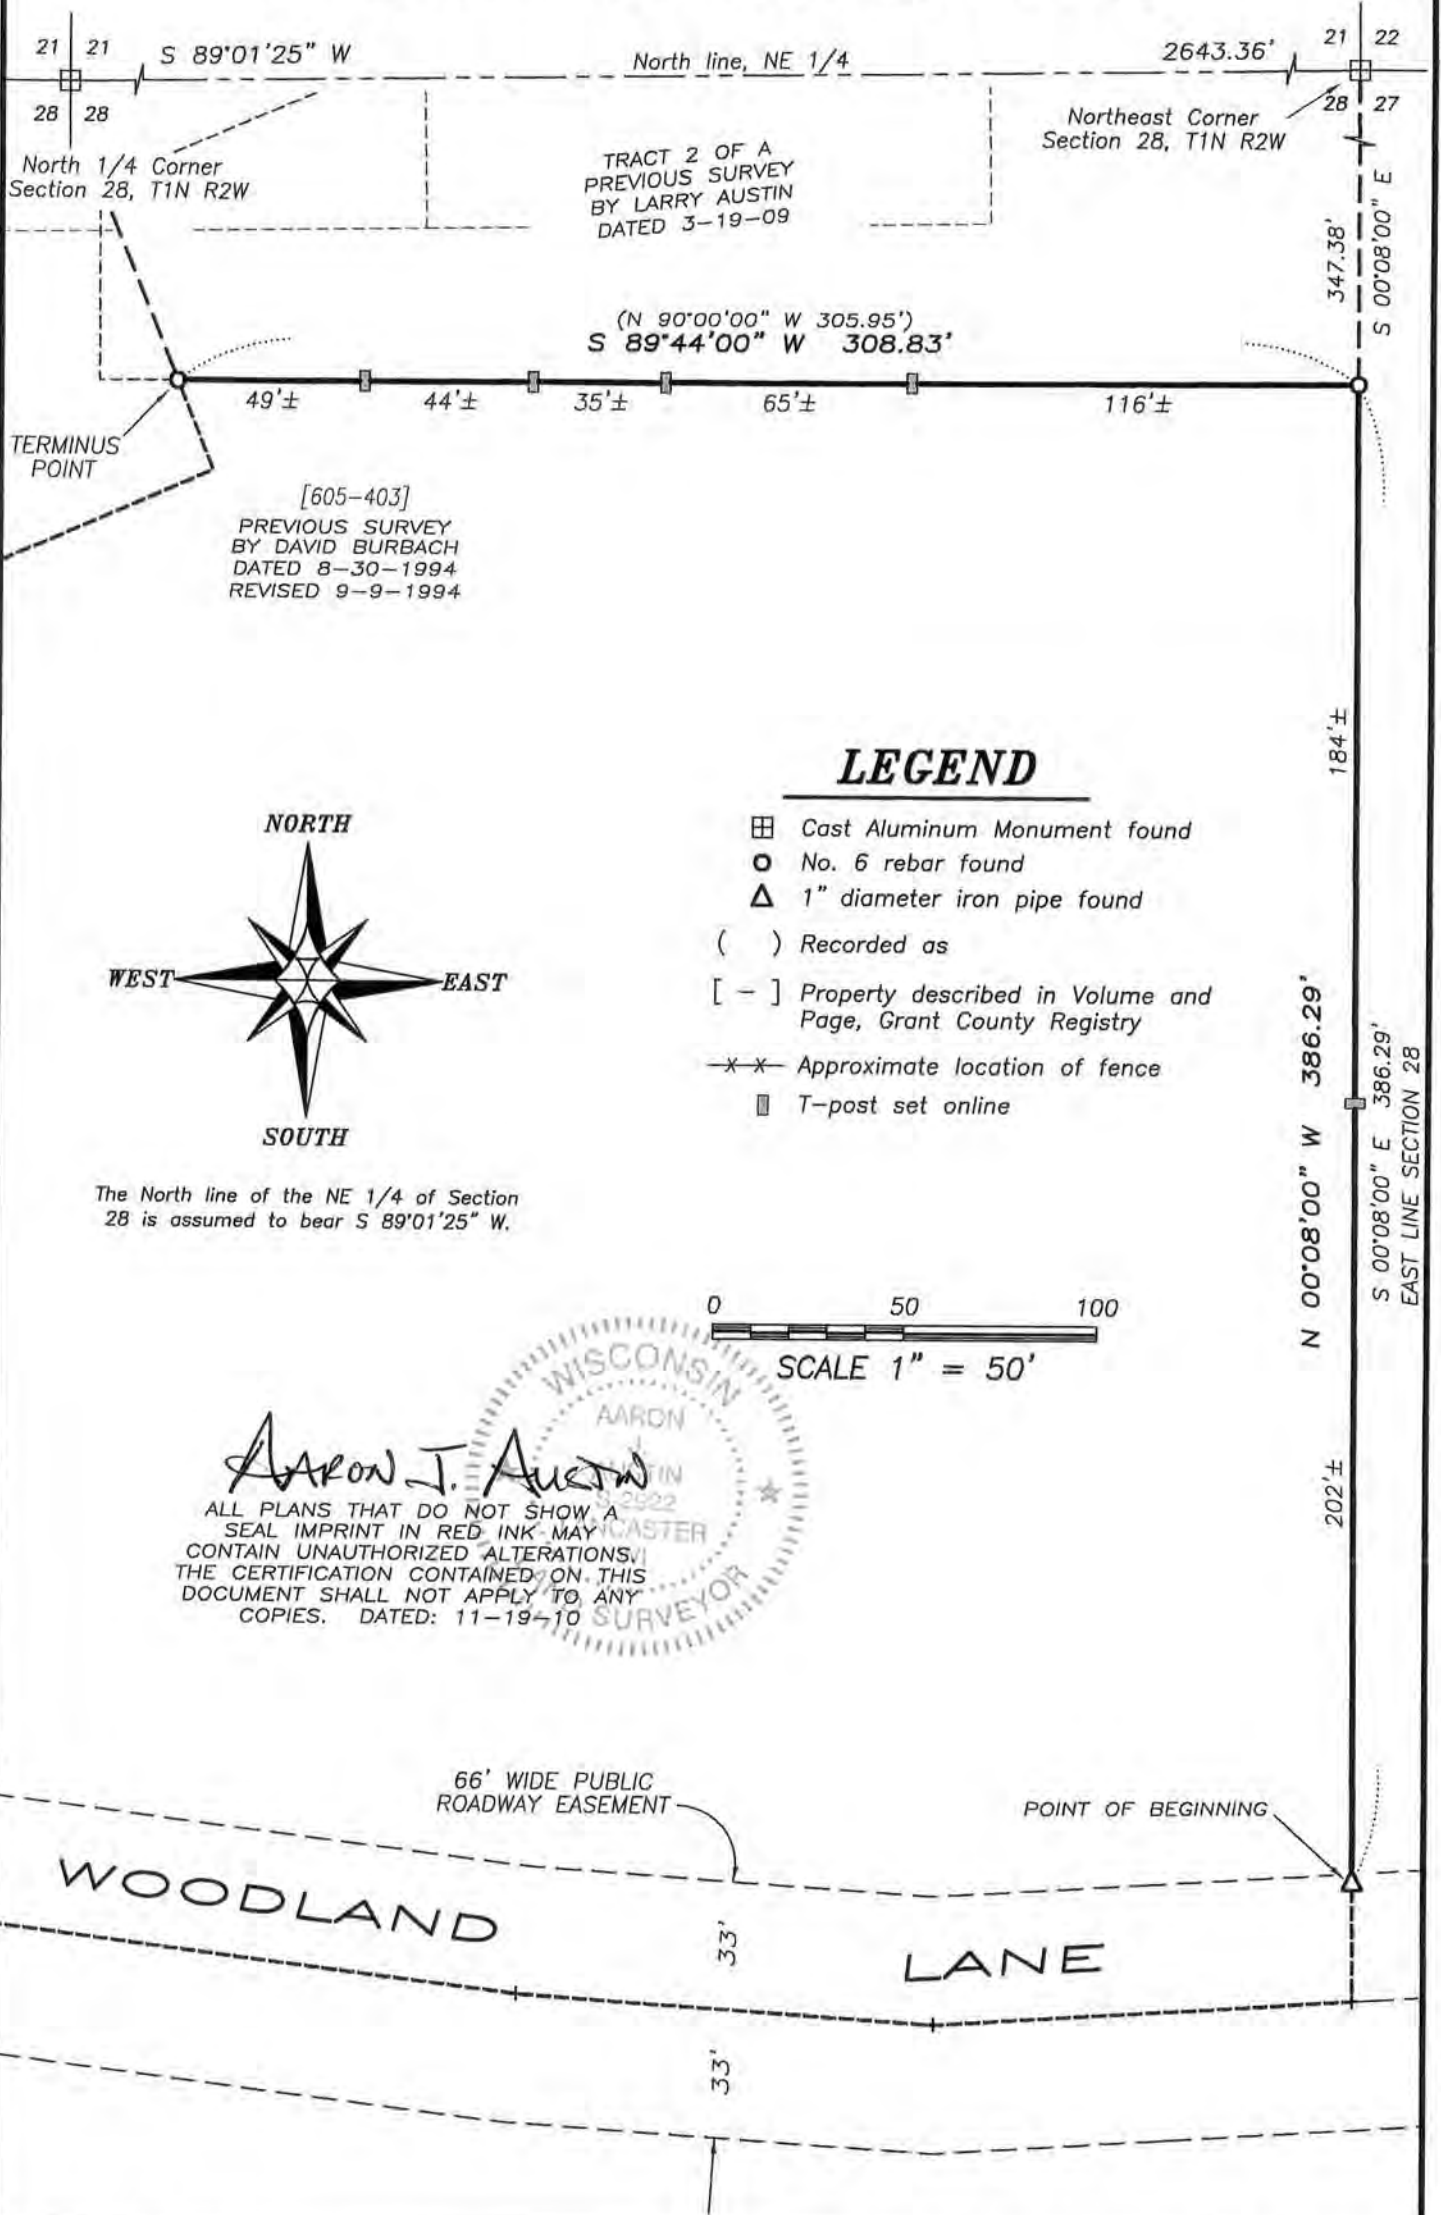 21 21
S 89°01'25" W
North line, NE 1/4
2643.36'
21 22
28 28
28 27
North 1/4 Corner
Section 28, T1N R2W
TRACT 2 OF A
PREVIOUS SURVEY
BY LARRY AUSTIN
DATED 3-19-09
Northeast Corner
Section 28, T1N R2W
347.38'
S 00°08'00" E
(N 90°00'00" W 305.95')
S 89°44'00" W 308.83'
49'±
44'±
35'±
65'±
116'±
TERMINUS
POINT
[605-403]
PREVIOUS SURVEY
BY DAVID BURBACH
DATED 8-30-1994
REVISED 9-9-1994
184'±
LEGEND
Cast Aluminum Monument found
No. 6 rebar found
1" diameter iron pipe found
( ) Recorded as
[ - ] Property described in Volume and
Page, Grant County Registry
-x-x- Approximate location of fence
T-post set online
NORTH
WEST
EAST
SOUTH
The North line of the NE 1/4 of Section
28 is assumed to bear S 89°01'25" W.
N 00°08'00" W 386.29'
S 00°08'00" E 386.29'
EAST LINE SECTION 28
0 50 100
SCALE 1" = 50'
WISCONSIN
AARON
J.
AUSTIN
S-2922
LANCASTER
WI
LAND SURVEYOR
AARON J. AUSTIN
ALL PLANS THAT DO NOT SHOW A
SEAL IMPRINT IN RED INK MAY
CONTAIN UNAUTHORIZED ALTERATIONS.
THE CERTIFICATION CONTAINED ON THIS
DOCUMENT SHALL NOT APPLY TO ANY
COPIES. DATED: 11-19-10
202'±
66' WIDE PUBLIC
ROADWAY EASEMENT
POINT OF BEGINNING
WOODLAND LANE
33'
33'